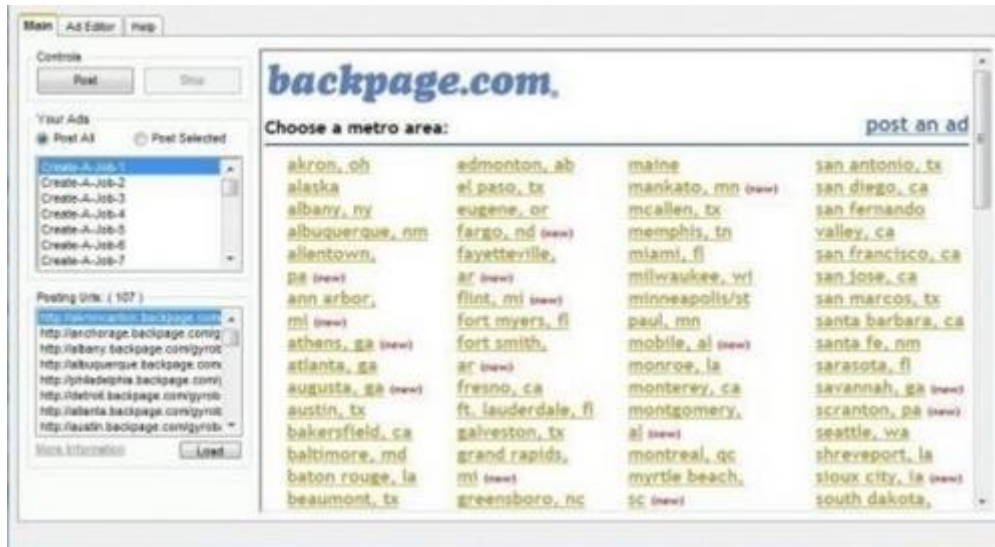 Main Ad Editor Help
Controls
Post Stop
Your Ads
Post All Post Selected
Create-A-Job-1
Create-A-Job-2
Create-A-Job-3
Create-A-Job-4
Create-A-Job-5
Create-A-Job-6
Create-A-Job-7
Posting Urls: ( 107 )
http://anchorage.backpage.com/g
http://albany.backpage.com/gyrob
http://albuquerque.backpage.com/
http://philadelphia.backpage.com/
http://detroit.backpage.com/gyrob
http://atlanta.backpage.com/gyrob
http://austin.backpage.com/gyrob
More Information Load
backpage.com
Choose a metro area:
post an ad
akron, oh
alaska
albany, ny
albuquerque, nm
allentown,
pa (new)
ann arbor,
mi (new)
athens, ga (new)
atlanta, ga
augusta, ga (new)
austin, tx
bakersfield, ca
baltimore, md
baton rouge, la
beaumont, tx
edmonton, ab
el paso, tx
eugene, or
fargo, nd (new)
fayetteville,
ar (new)
flint, mi (new)
fort myers, fl
fort smith,
ar (new)
fresno, ca
ft. lauderdale, fl
galveston, tx
grand rapids,
mi (new)
greensboro, nc
maine
mankato, mn (new)
mcallen, tx
memphis, tn
miami, fl
milwaukee, wi
minneapolis/st
paul, mn
mobile, al (new)
monroe, la
monterey, ca
montgomery,
al (new)
montreal, qc
myrtle beach,
sc (new)
san antonio, tx
san diego, ca
san fernando
valley, ca
san francisco, ca
san jose, ca
san marcos, tx
santa barbara, ca
santa fe, nm
sarasota, fl
savannah, ga (new)
scranton, pa (new)
seattle, wa
shreveport, la
sioux city, ia (new)
south dakota,